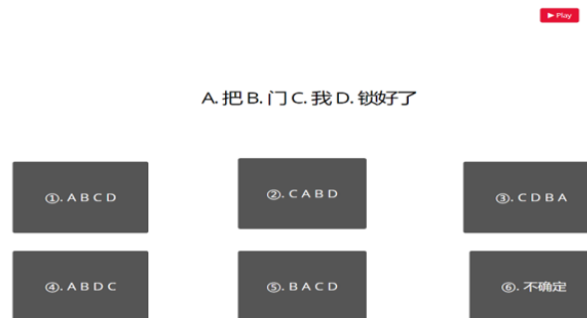 ▶ Play
A. 把 B. 门 C. 我 D. 锁好了
①. A B C D
②. C A B D
③. C D B A
④. A B D C
⑤. B A C D
⑥. 不确定